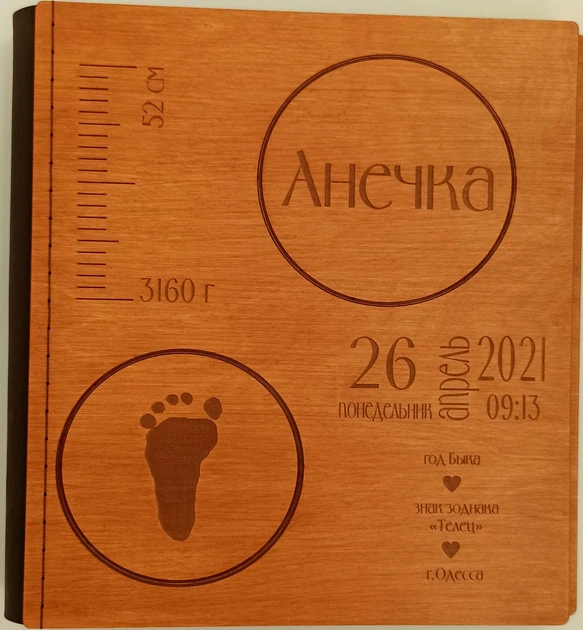 52 см
Анечка
3160 г
26 апрель 2021
понедельник 09:13
год Быка
знак зодиака
«Телец»
г.Одесса